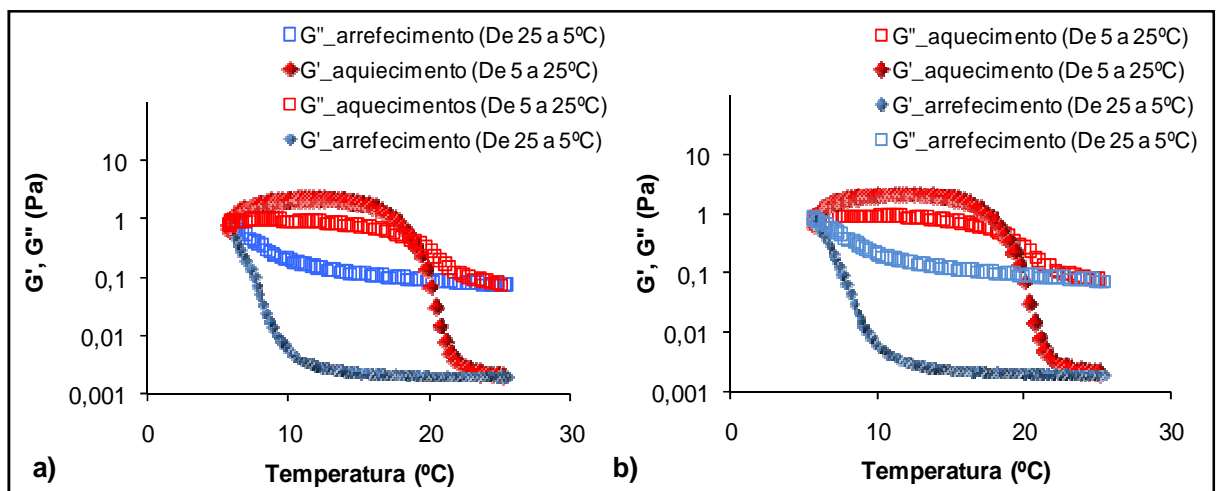 G"_arrefecimento (De 25 a 5ºC)
G'_aquiecimento (De 5 a 25ºC)
G"_aquecimentos (De 5 a 25ºC)
G'_arrefecimento (De 25 a 5ºC)
10
1
0,1
0,01
0,001
G', G" (Pa)
0
10
20
30
Temperatura (ºC)
a)
G"_aquecimento (De 5 a 25ºC)
G'_aquecimento (De 5 a 25ºC)
G'_arrefecimento (De 25 a 5ºC)
G"_arrefecimento (De 25 a 5ºC)
10
1
0,1
0,01
0,001
G', G" (Pa)
0
10
20
30
Temperatura (ºC)
b)